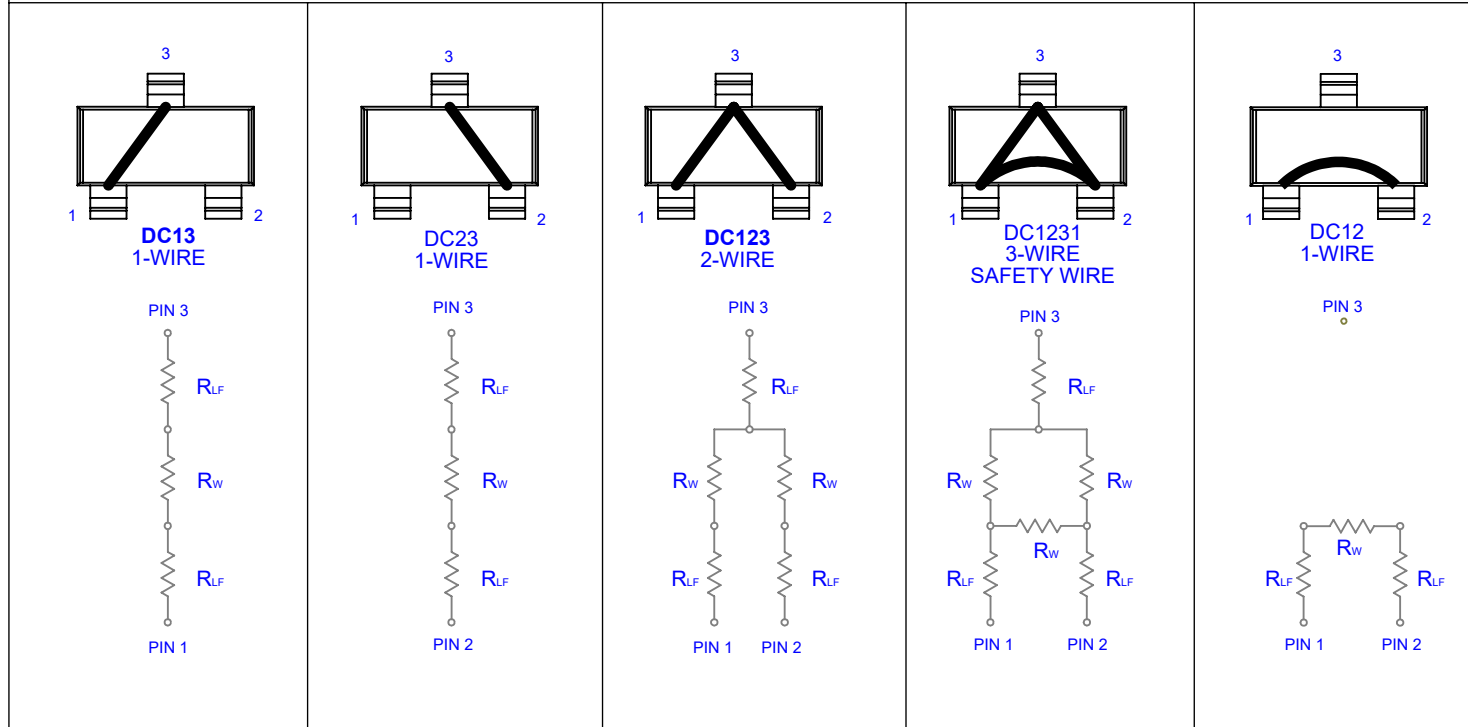 3
1
2
DC13
1-WIRE
PIN 3
RLF
RW
RLF
PIN 1
3
1
2
DC23
1-WIRE
PIN 3
RLF
RW
RLF
PIN 2
3
1
2
DC123
2-WIRE
PIN 3
RLF
RW
RW
RLF
RLF
PIN 1
PIN 2
3
1
2
DC1231
3-WIRE
SAFETY WIRE
PIN 3
RLF
RW
RW
RW
RLF
RLF
PIN 1
PIN 2
3
1
2
DC12
1-WIRE
PIN 3
RW
RLF
RLF
PIN 1
PIN 2